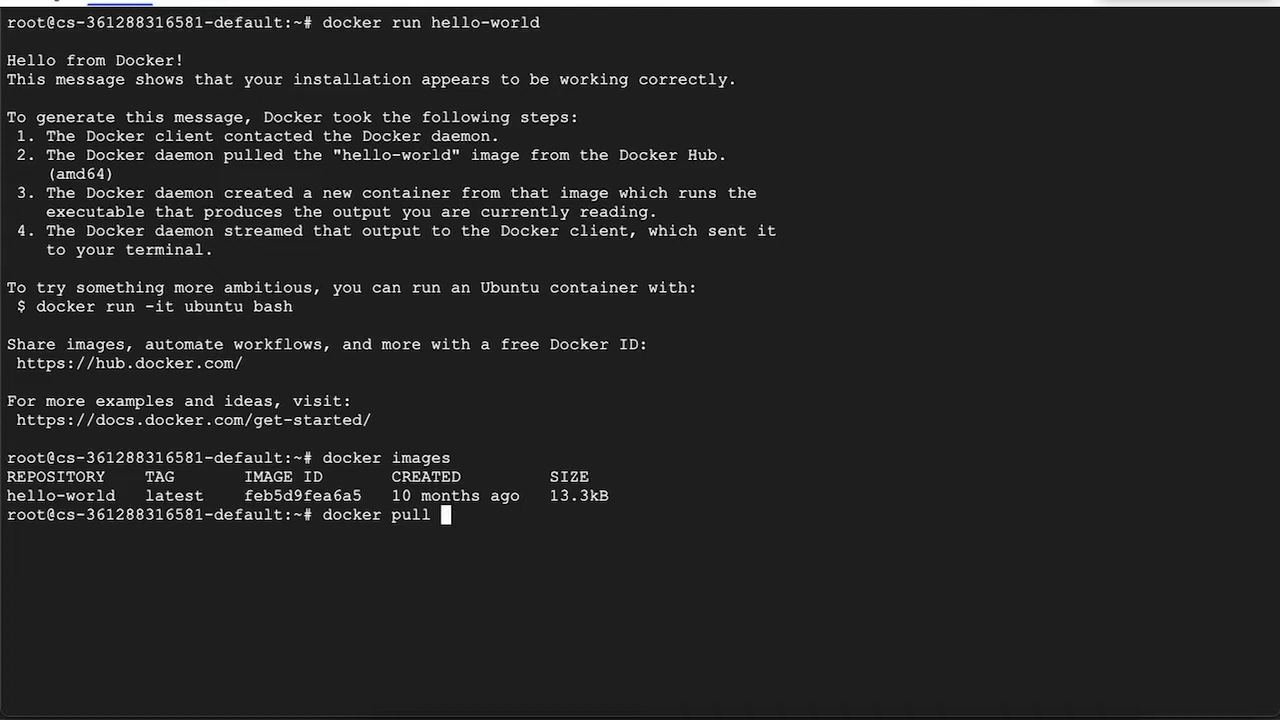 root@cs-361288316581-default:~# docker run hello-world
Hello from Docker!
This message shows that your installation appears to be working correctly.
To generate this message, Docker took the following steps:
1. The Docker client contacted the Docker daemon.
2. The Docker daemon pulled the "hello-world" image from the Docker Hub.
(amd64)
3. The Docker daemon created a new container from that image which runs the
executable that produces the output you are currently reading.
4. The Docker daemon streamed that output to the Docker client, which sent it
to your terminal.
To try something more ambitious, you can run an Ubuntu container with:
$ docker run -it ubuntu bash
Share images, automate workflows, and more with a free Docker ID:
https://hub.docker.com/
For more examples and ideas, visit:
https://docs.docker.com/get-started/
root@cs-361288316581-default:~# docker images
REPOSITORY TAG IMAGE ID CREATED SIZE
hello-world latest feb5d9fea6a5 10 months ago 13.3kB
root@cs-361288316581-default:~# docker pull